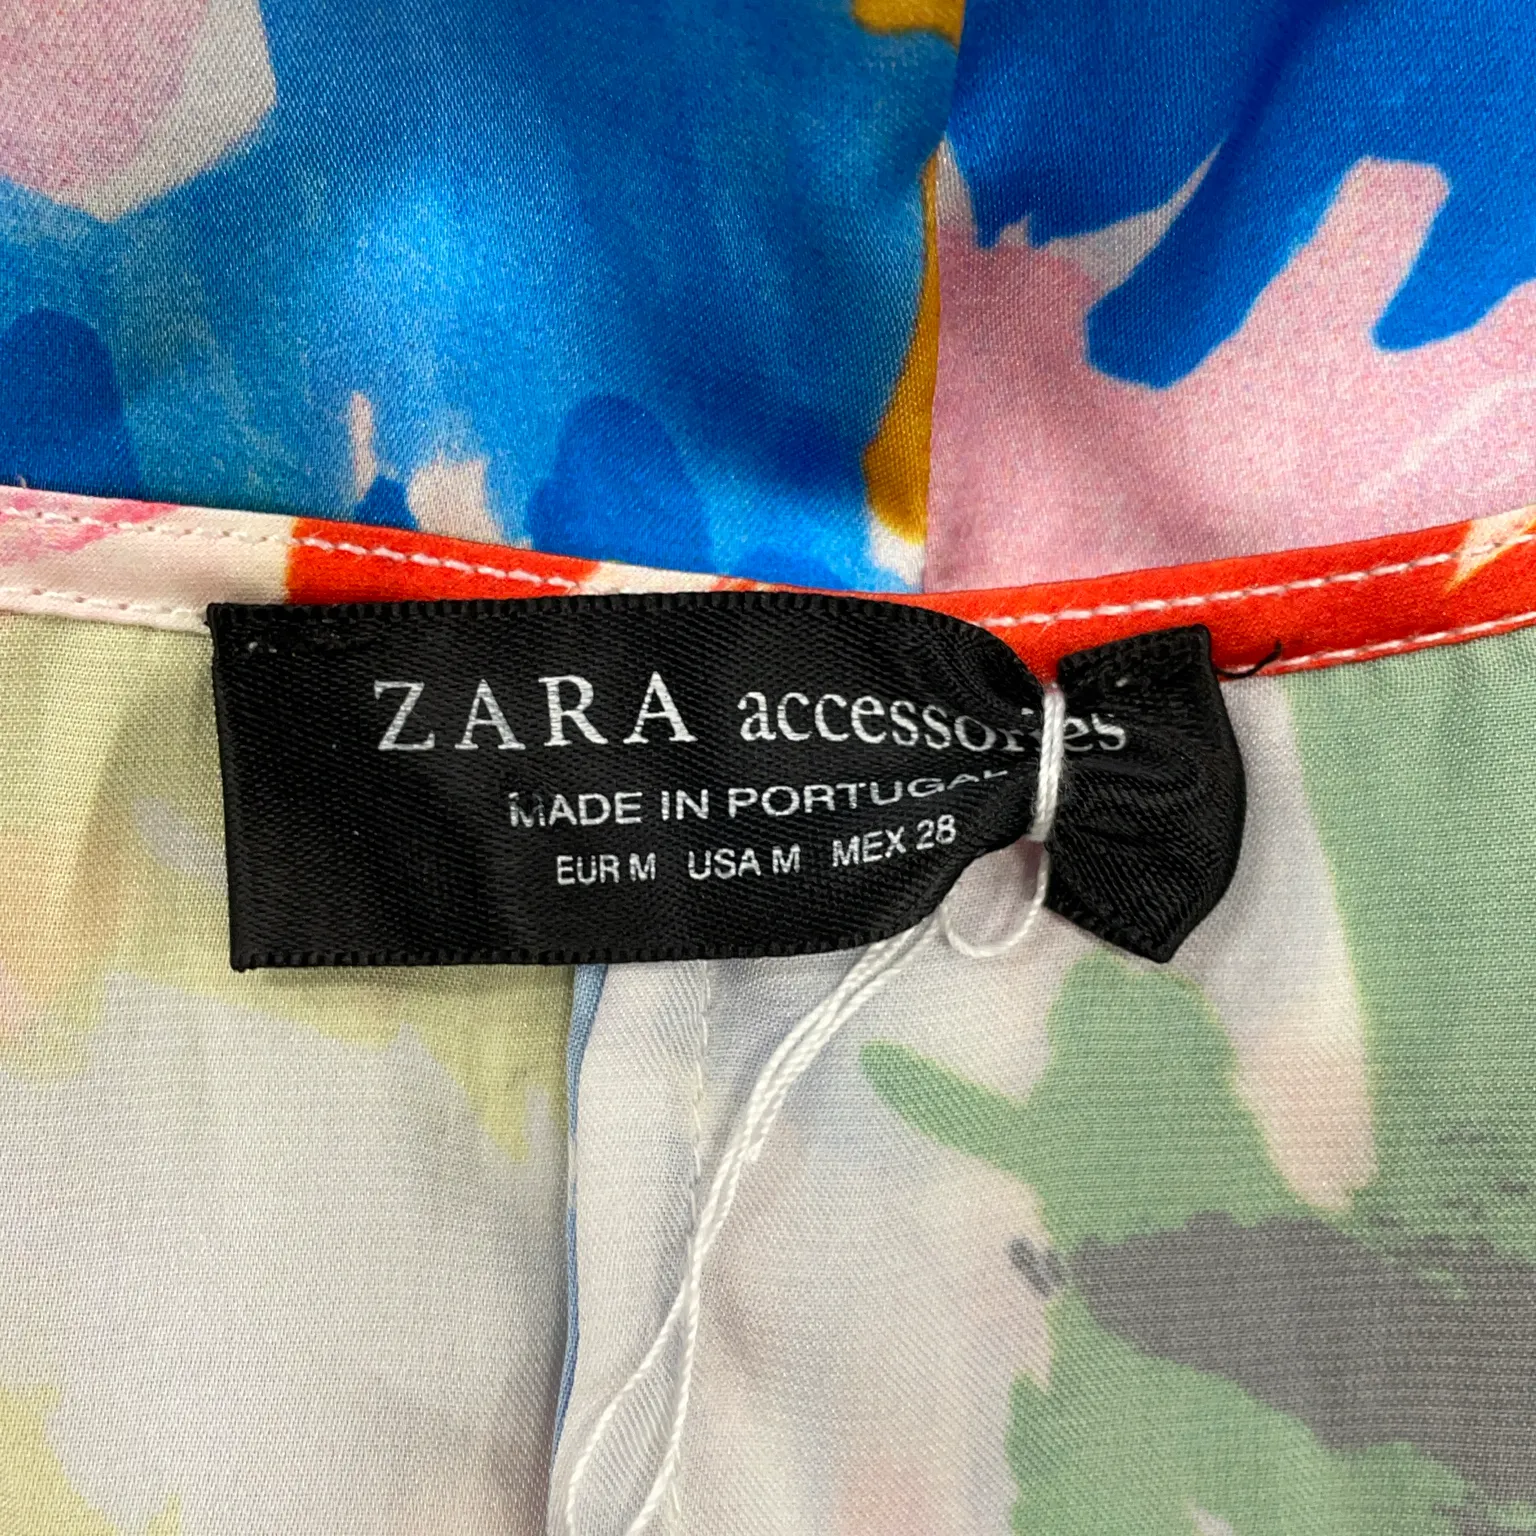 ZARA accessories
MADE IN PORTUGAL
EUR M USA M MEX 28